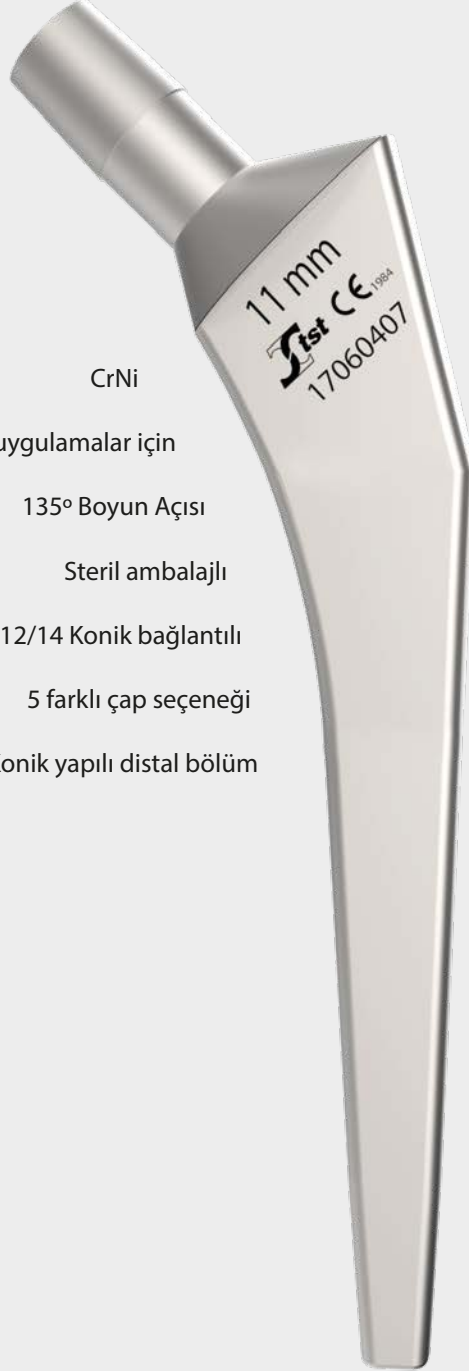 11 mm
tst CE 1984
17060407
CrNi
uygulamalar için
135º Boyun Açısı
Steril ambalajlı
12/14 Konik bağlantılı
5 farklı çap seçeneği
Konik yapılı distal bölüm